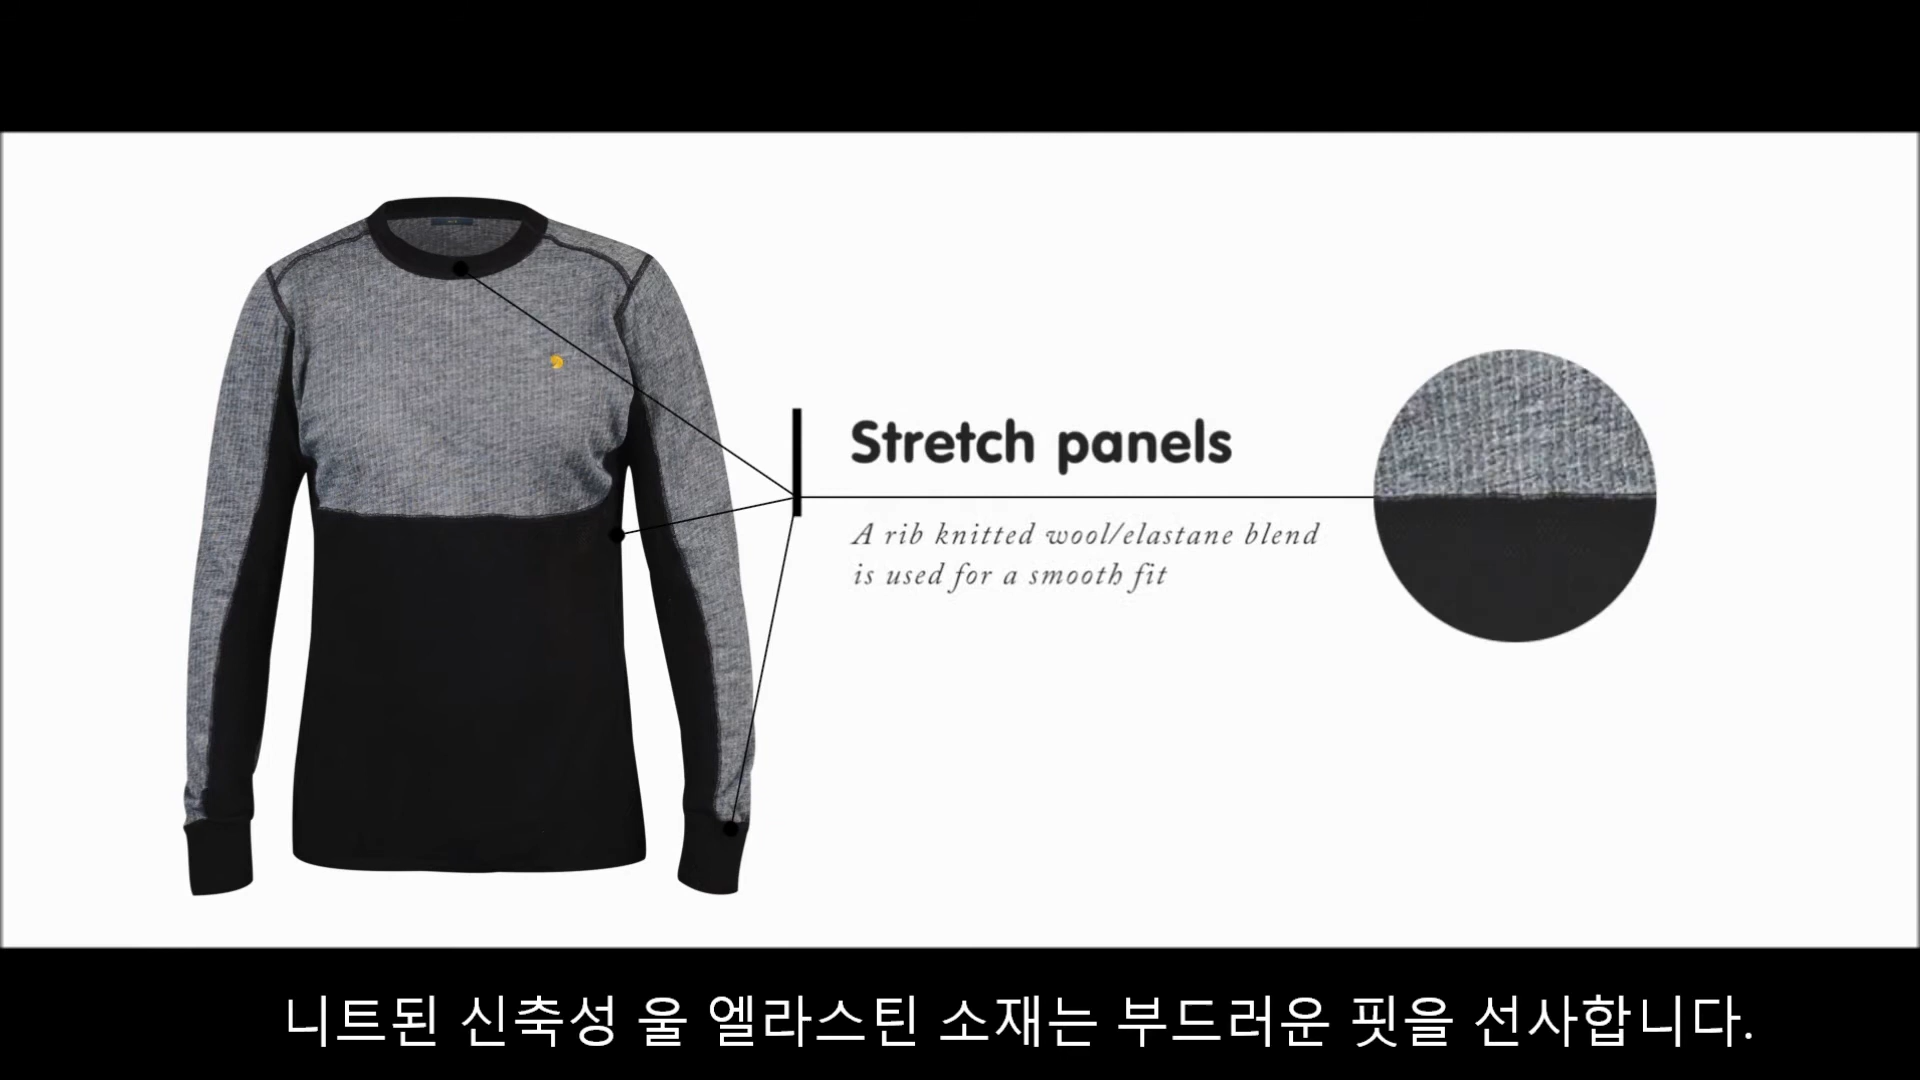 Stretch panels
A rib knitted wool/elastane blend
is used for a smooth fit
니트된 신축성 울 엘라스틴 소재는 부드러운 핏을 선사합니다.